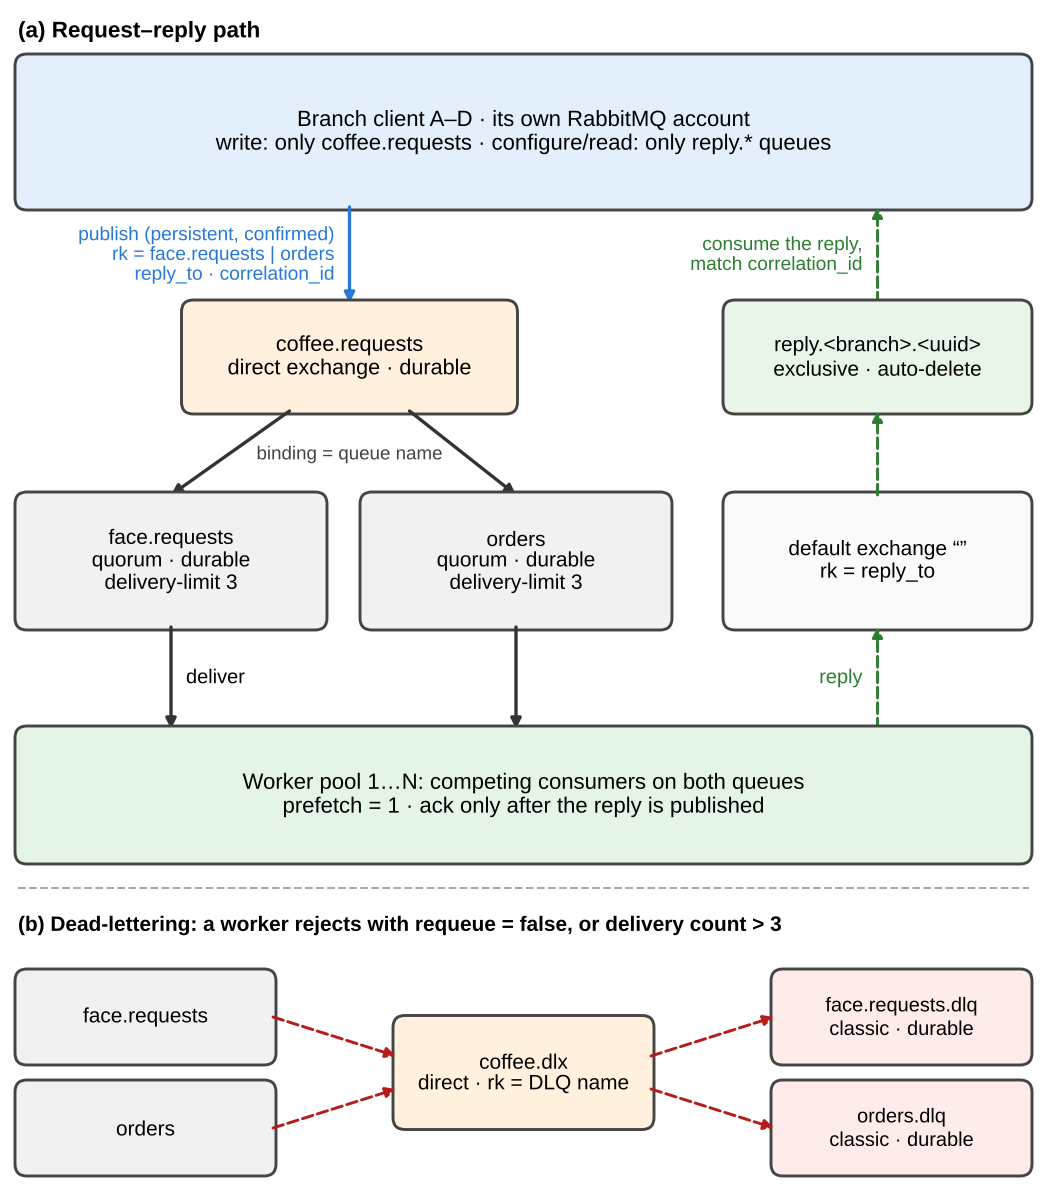 (a) Request–reply path
Branch client A–D · its own RabbitMQ account
write: only coffee.requests · configure/read: only reply.* queues
publish (persistent, confirmed)
rk = face.requests | orders
reply_to · correlation_id
consume the reply,
match correlation_id
coffee.requests
direct exchange · durable
reply.<branch>.<uuid>
exclusive · auto-delete
binding = queue name
face.requests
quorum · durable
delivery-limit 3
orders
quorum · durable
delivery-limit 3
default exchange “”
rk = reply_to
deliver
reply
Worker pool 1…N: competing consumers on both queues
prefetch = 1 · ack only after the reply is published
(b) Dead-lettering: a worker rejects with requeue = false, or delivery count > 3
face.requests
orders
coffee.dlx
direct · rk = DLQ name
face.requests.dlq
classic · durable
orders.dlq
classic · durable